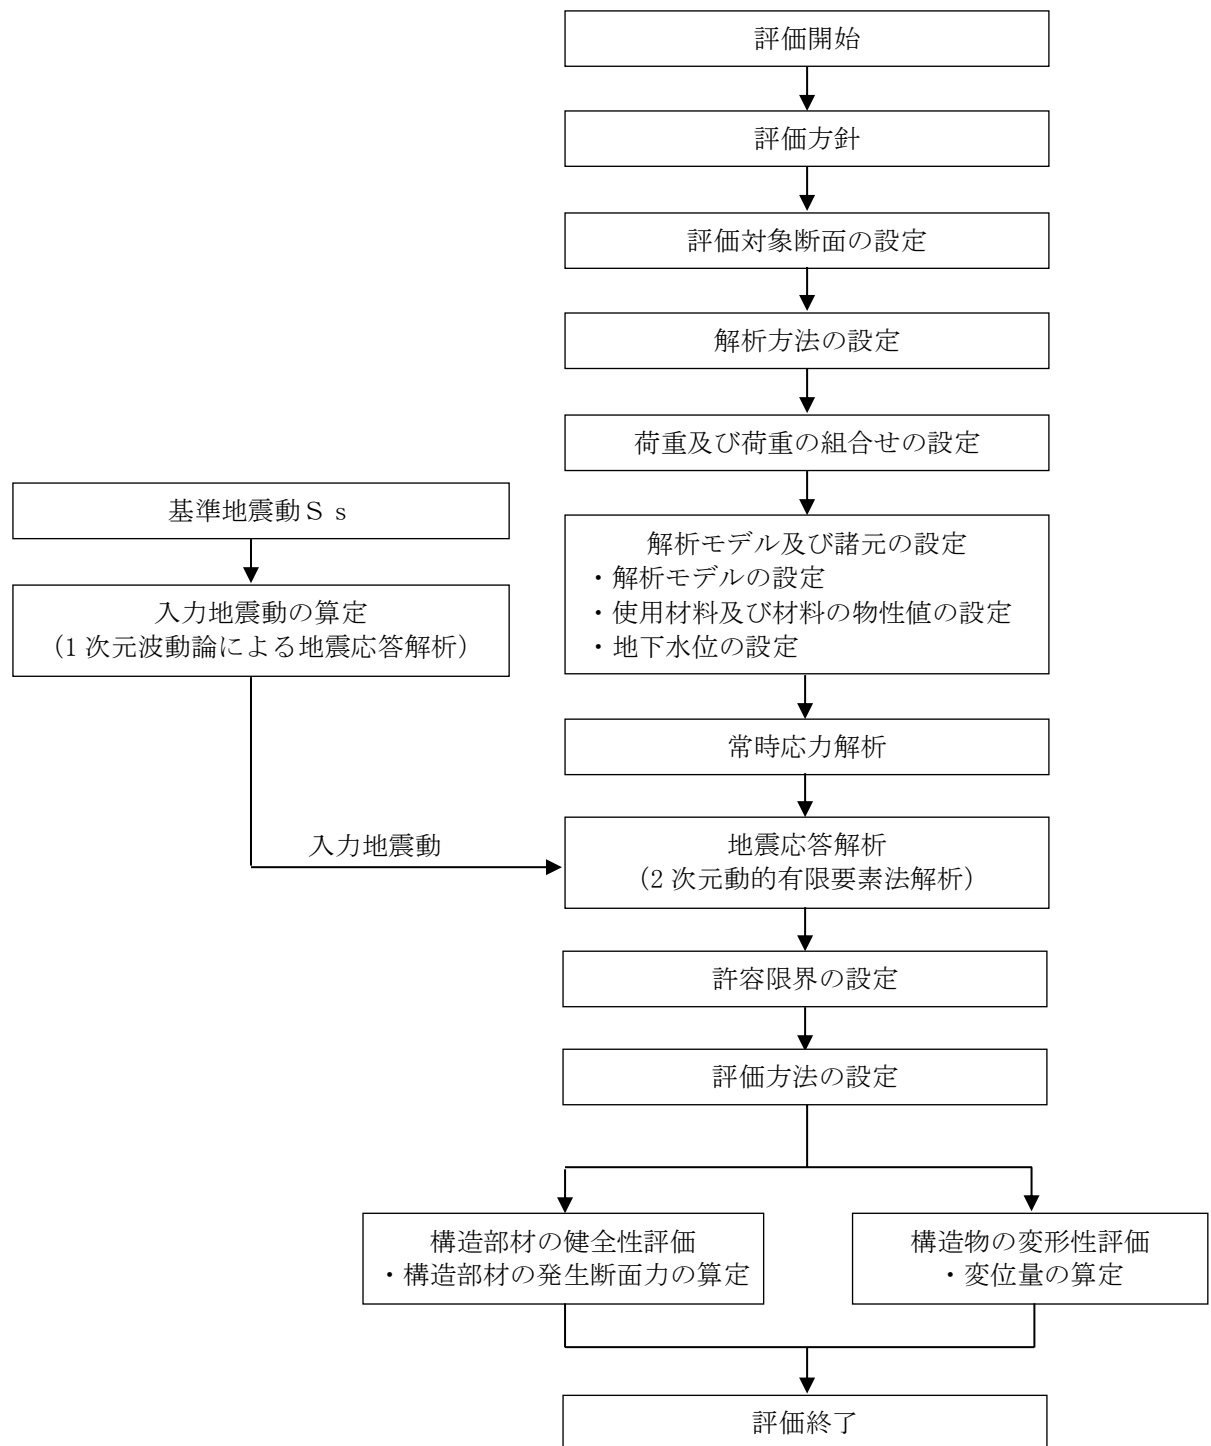 評価開始
評価方針
評価対象断面の設定
解析方法の設定
荷重及び荷重の組合せの設定
基準地震動Ｓｓ
入力地震動の算定
（1 次元波動論による地震応答解析）
解析モデル及び諸元の設定
・解析モデルの設定
・使用材料及び材料の物性値の設定
・地下水位の設定
常時応力解析
入力地震動
地震応答解析
（2 次元動的有限要素法解析）
許容限界の設定
評価方法の設定
構造部材の健全性評価
・構造部材の発生断面力の算定
構造物の変形性評価
・変位量の算定
評価終了